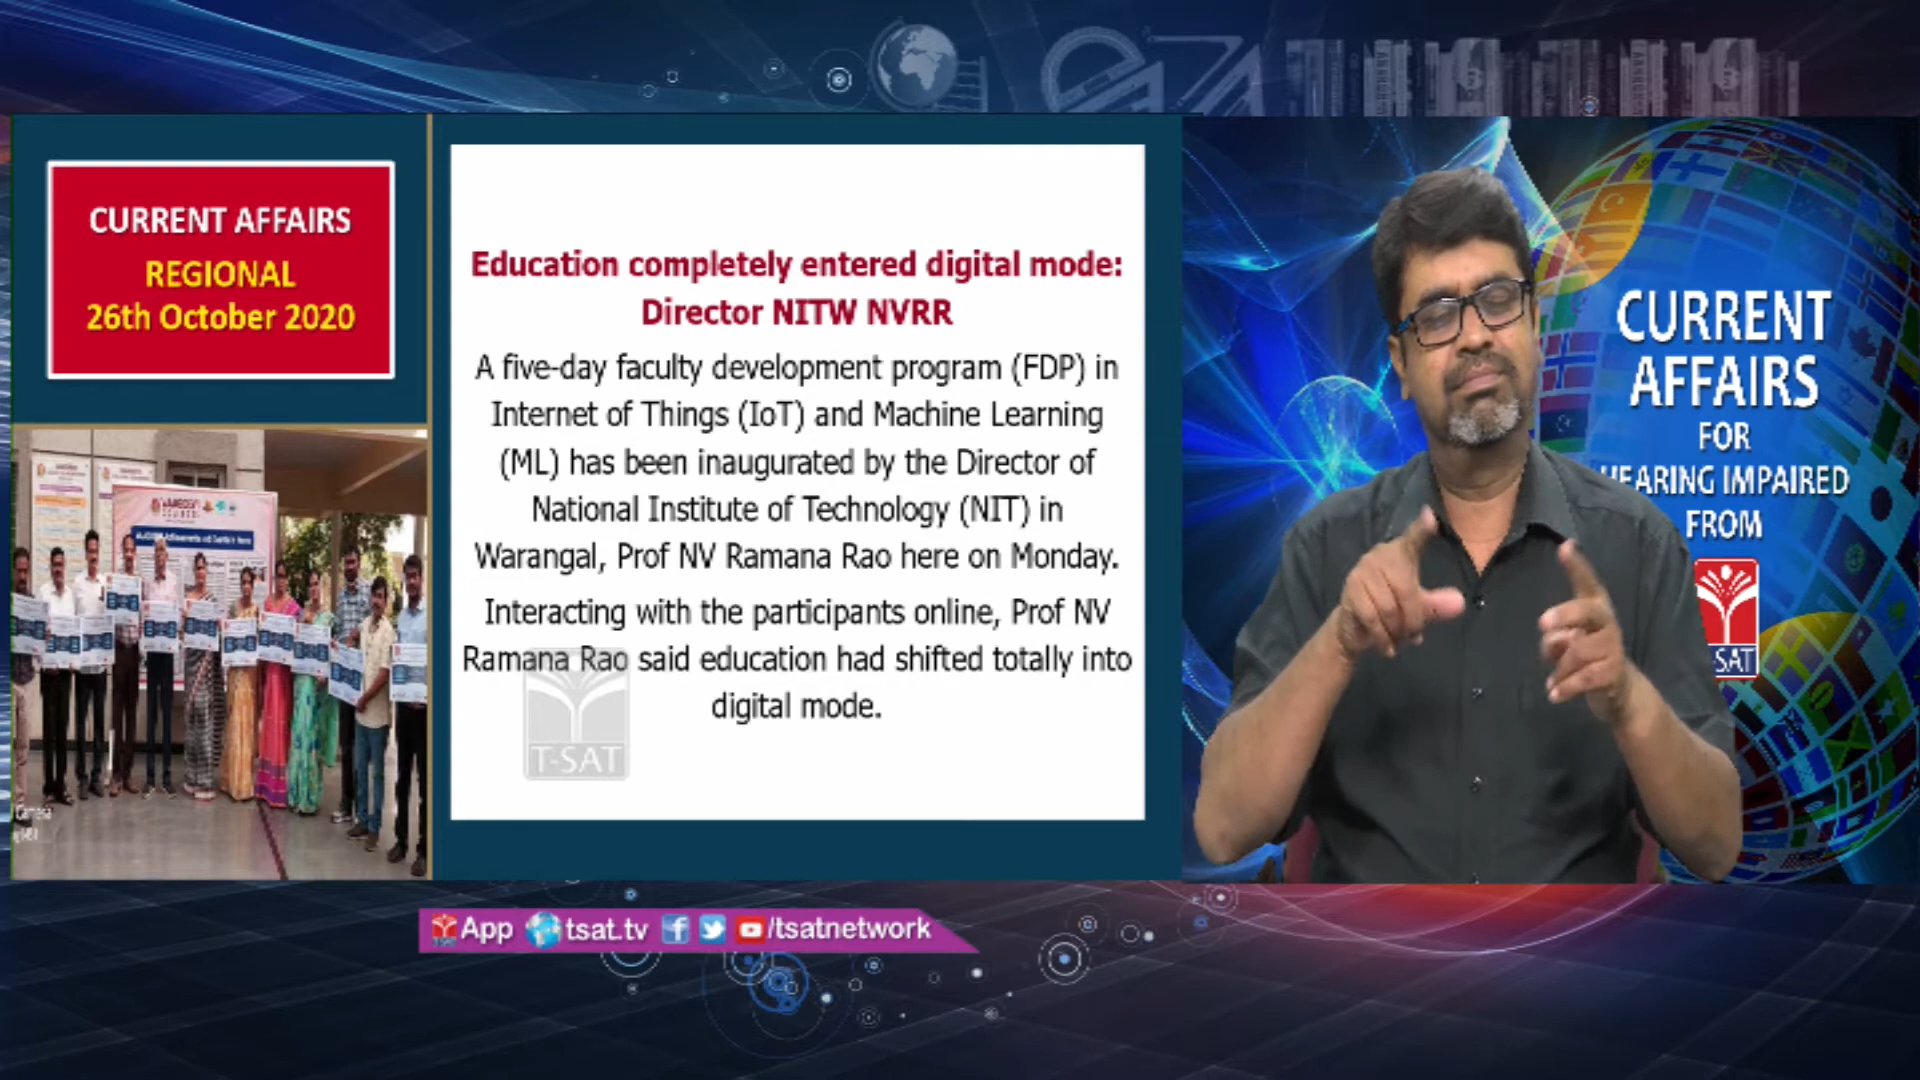 CURRENT AFFAIRS
REGIONAL
26th October 2020
Education completely entered digital mode:
Director NITW NVRR
A five-day faculty development program (FDP) in
Internet of Things (IoT) and Machine Learning
(ML) has been inaugurated by the Director of
National Institute of Technology (NIT) in
Warangal, Prof NV Ramana Rao here on Monday.
Interacting with the participants online, Prof NV
Ramana Rao said education had shifted totally into
digital mode.
T-SAT
CURRENT
AFFAIRS
FOR
EARING IMPAIRED
FROM
SAT
App tsat.tv /tsatnetwork